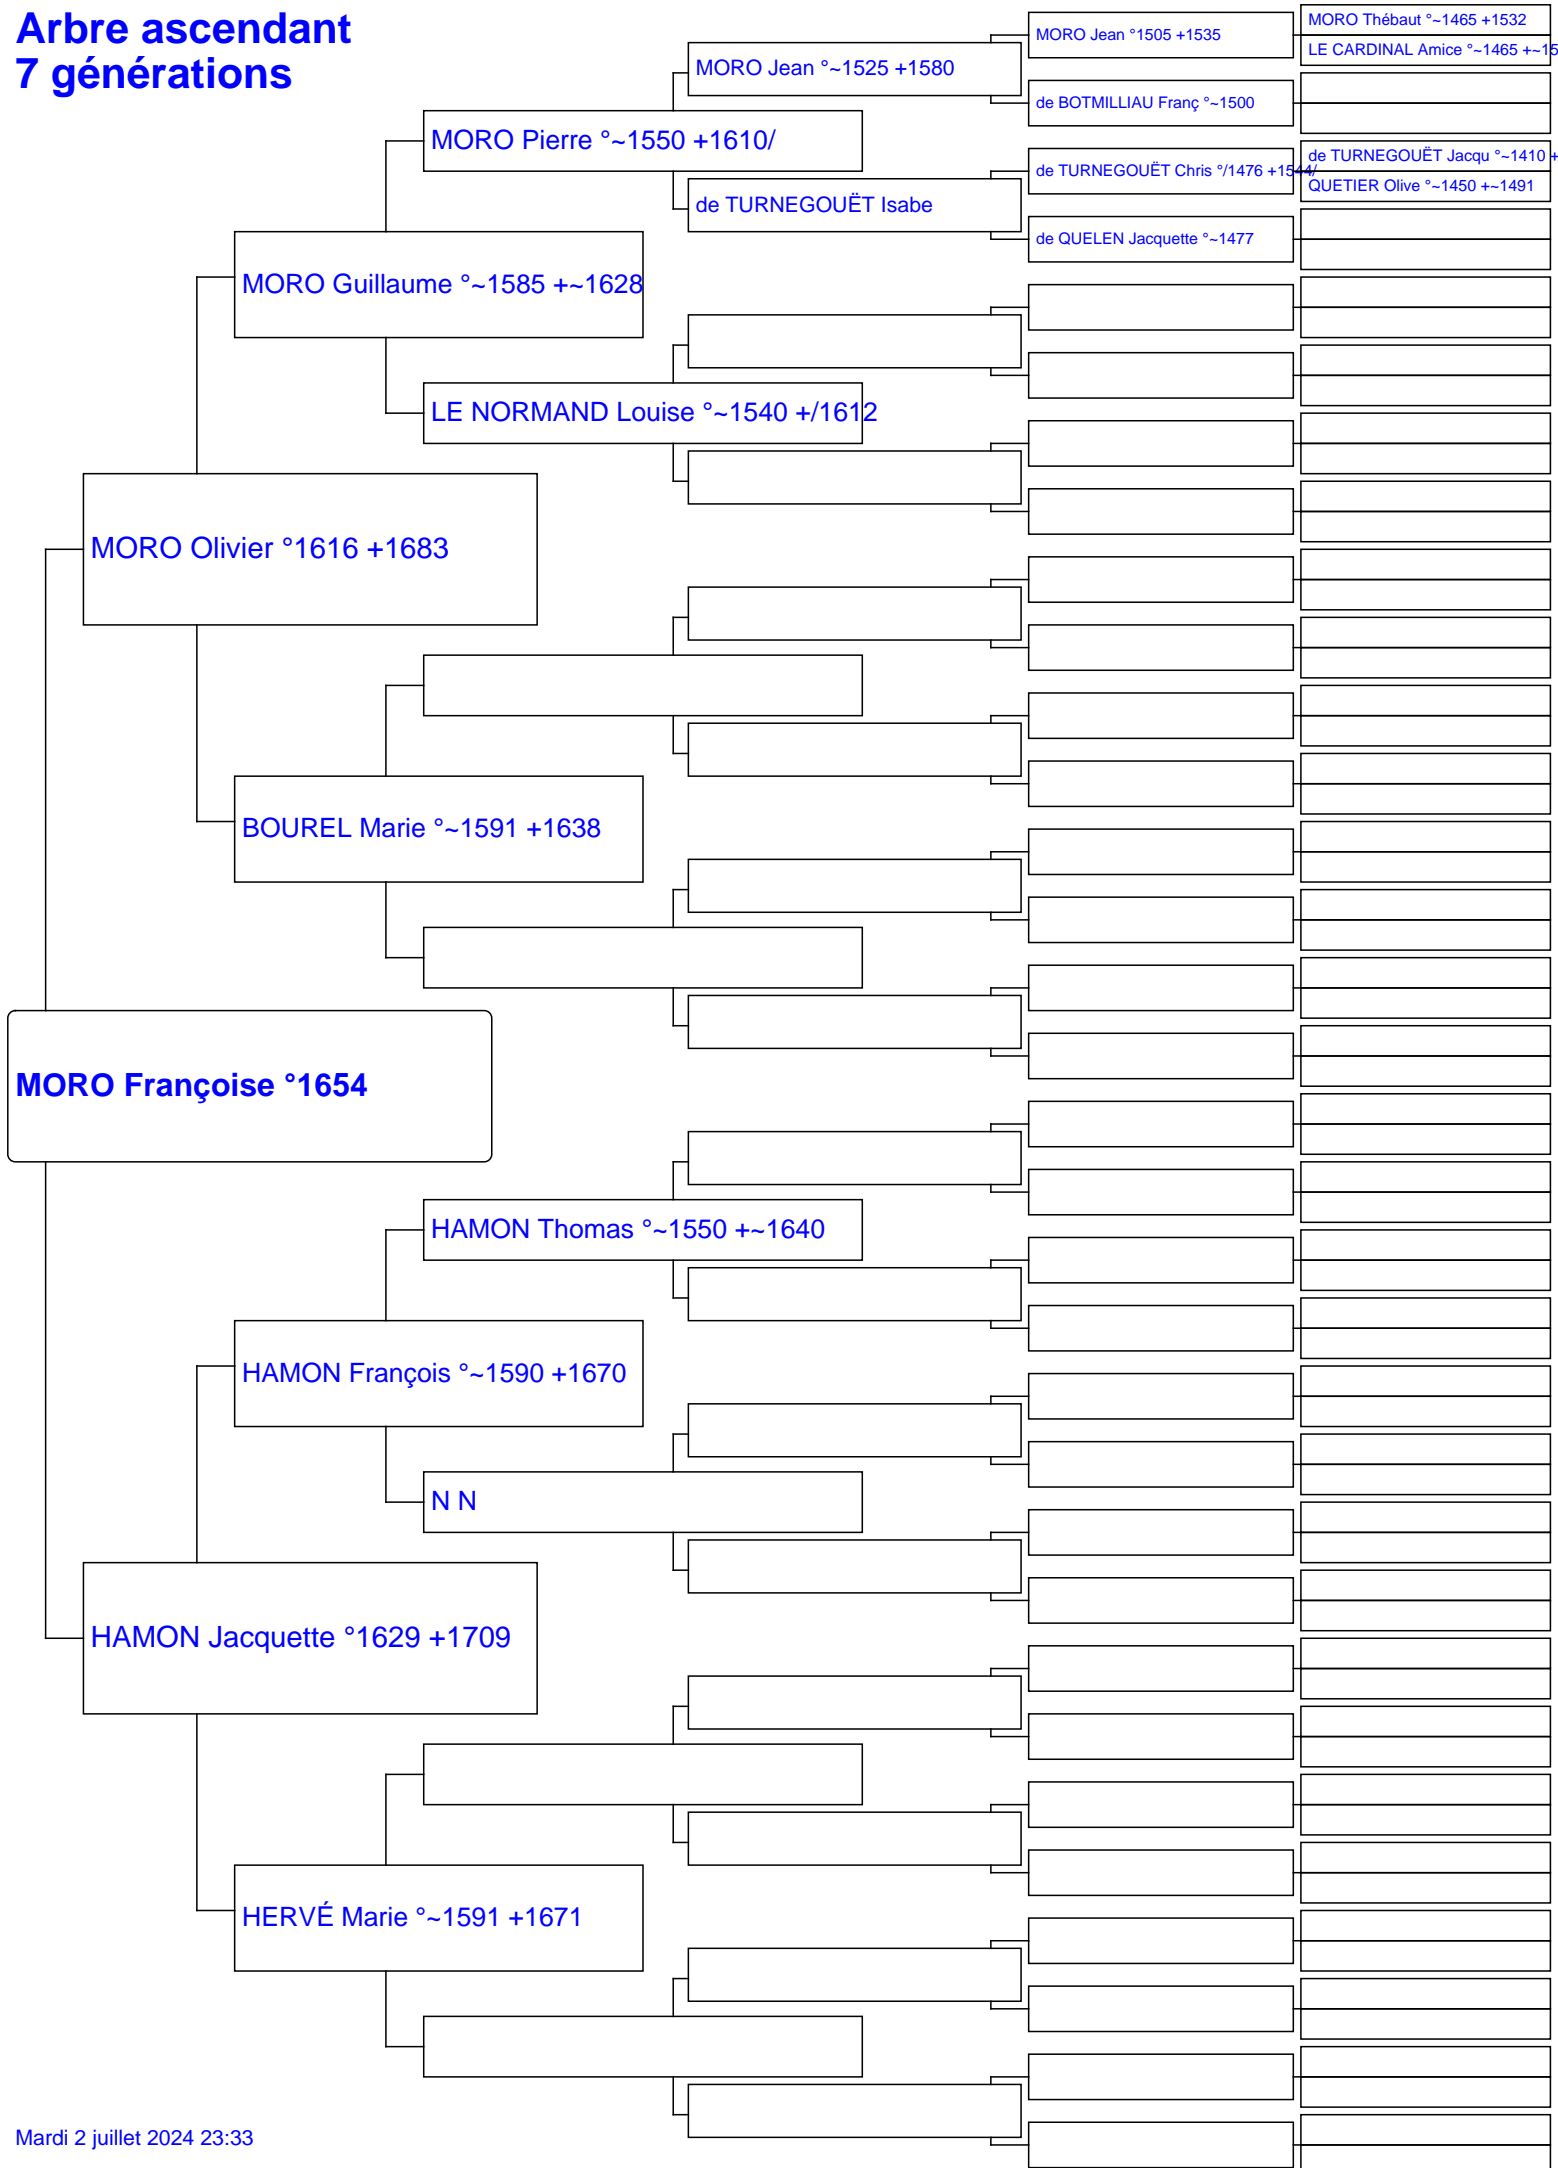 Arbre ascendant
7 générations
MORO Thébaut °~1465 +1532
MORO Jean °1505 +1535
LE CARDINAL Amice °~1465 +~15
MORO Jean °~1525 +1580
de BOTMILLIAU Franç °~1500
MORO Pierre °~1550 +1610/
de TURNEGOUËT Jacqu °~1410 +
de TURNEGOUËT Chris °/1476 +1544/
QUETIER Olive °~1450 +~1491
de TURNEGOUËT Isabe
de QUELEN Jacquette °~1477
MORO Guillaume °~1585 +~1628
LE NORMAND Louise °~1540 +/1612
MORO Olivier °1616 +1683
BOUREL Marie °~1591 +1638
MORO Françoise °1654
HAMON Thomas °~1550 +~1640
HAMON François °~1590 +1670
N N
HAMON Jacquette °1629 +1709
HERVÉ Marie °~1591 +1671
Mardi 2 juillet 2024 23:33